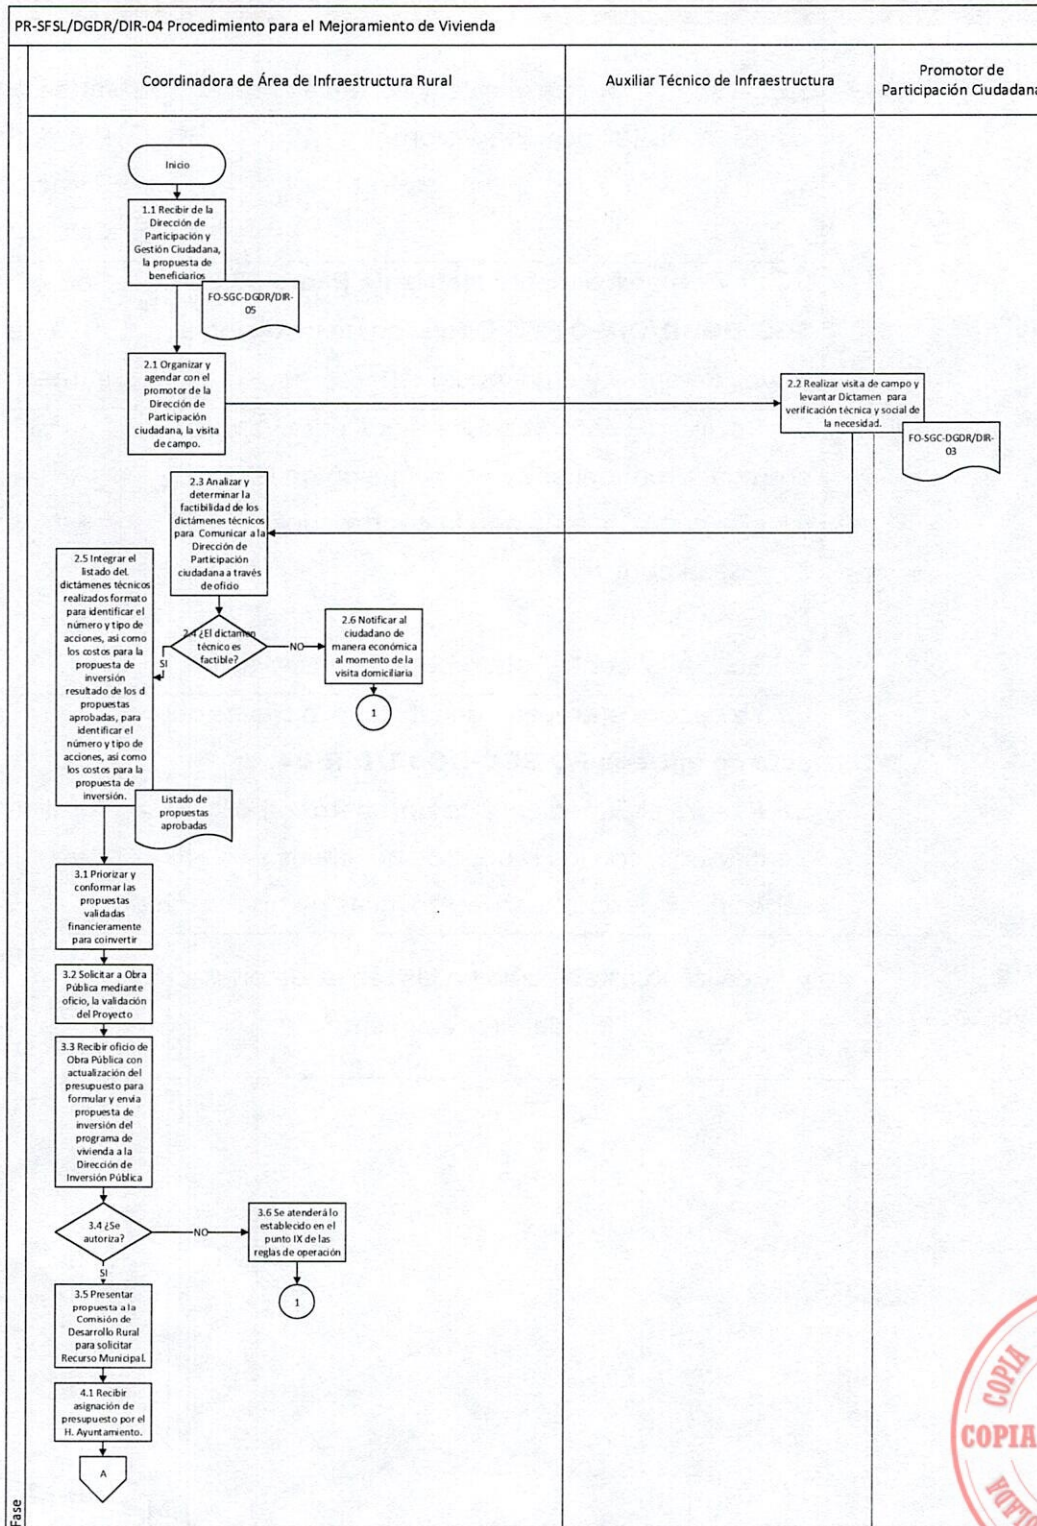 PR-SFSL/DGDR/DIR-04 Procedimiento para el Mejoramiento de Vivienda
Coordinadora de Área de Infraestructura Rural
Auxiliar Técnico de Infraestructura
Promotor de
Participación Ciudadana
Inicio
1.1 Recibir de la
Dirección de
Participación y
Gestión Ciudadana,
la propuesta de
beneficiarios
FO-SGC-DGDR/DIR-
05
2.1 Organizar y
agendar con el
promotor de la
Dirección de
Participación
ciudadana, la visita
de campo.
2.2 Realizar visita de campo y
levantar Dictamen para
verificación técnica y social de
la necesidad.
FO-SGC-DGDR/DIR-
03
2.3 Analizar y
determinar la
factibilidad de los
dictámenes técnicos
para Comunicar a la
Dirección de
Participación
ciudadana a través
de oficio
2.4 ¿El dictamen
técnico es
factible?
NO
SI
2.6 Notificar al
ciudadano de
manera económica
al momento de la
visita domiciliaria
1
2.5 Integrar el
listado del.
dictámenes técnicos
realizados formato
para identificar el
número y tipo de
acciones, así como
los costos para la
propuesta de
inversión
resultado de los d
propuestas
aprobadas, para
identificar el
número y tipo de
acciones, así como
los costos para la
propuesta de
inversión.
Listado de
propuestas
aprobadas
3.1 Priorizar y
conformar las
propuestas
validadas
financieramente
para coinvertir
3.2 Solicitar a Obra
Pública mediante
oficio, la validación
del Proyecto
3.3 Recibir oficio de
Obra Pública con
actualización del
presupuesto para
formular y envia
propuesta de
inversión del
programa de
vivienda a la
Dirección de
Inversión Pública
3.4 ¿Se
autoriza?
NO
SI
3.6 Se atenderá lo
establecido en el
punto IX de las
reglas de operación
1
3.5 Presentar
propuesta a la
Comisión de
Desarrollo Rural
para solicitar
Recurso Municipal.
4.1 Recibir
asignación de
presupuesto por el
H. Ayuntamiento.
A
Fase
COPIA
COPIA